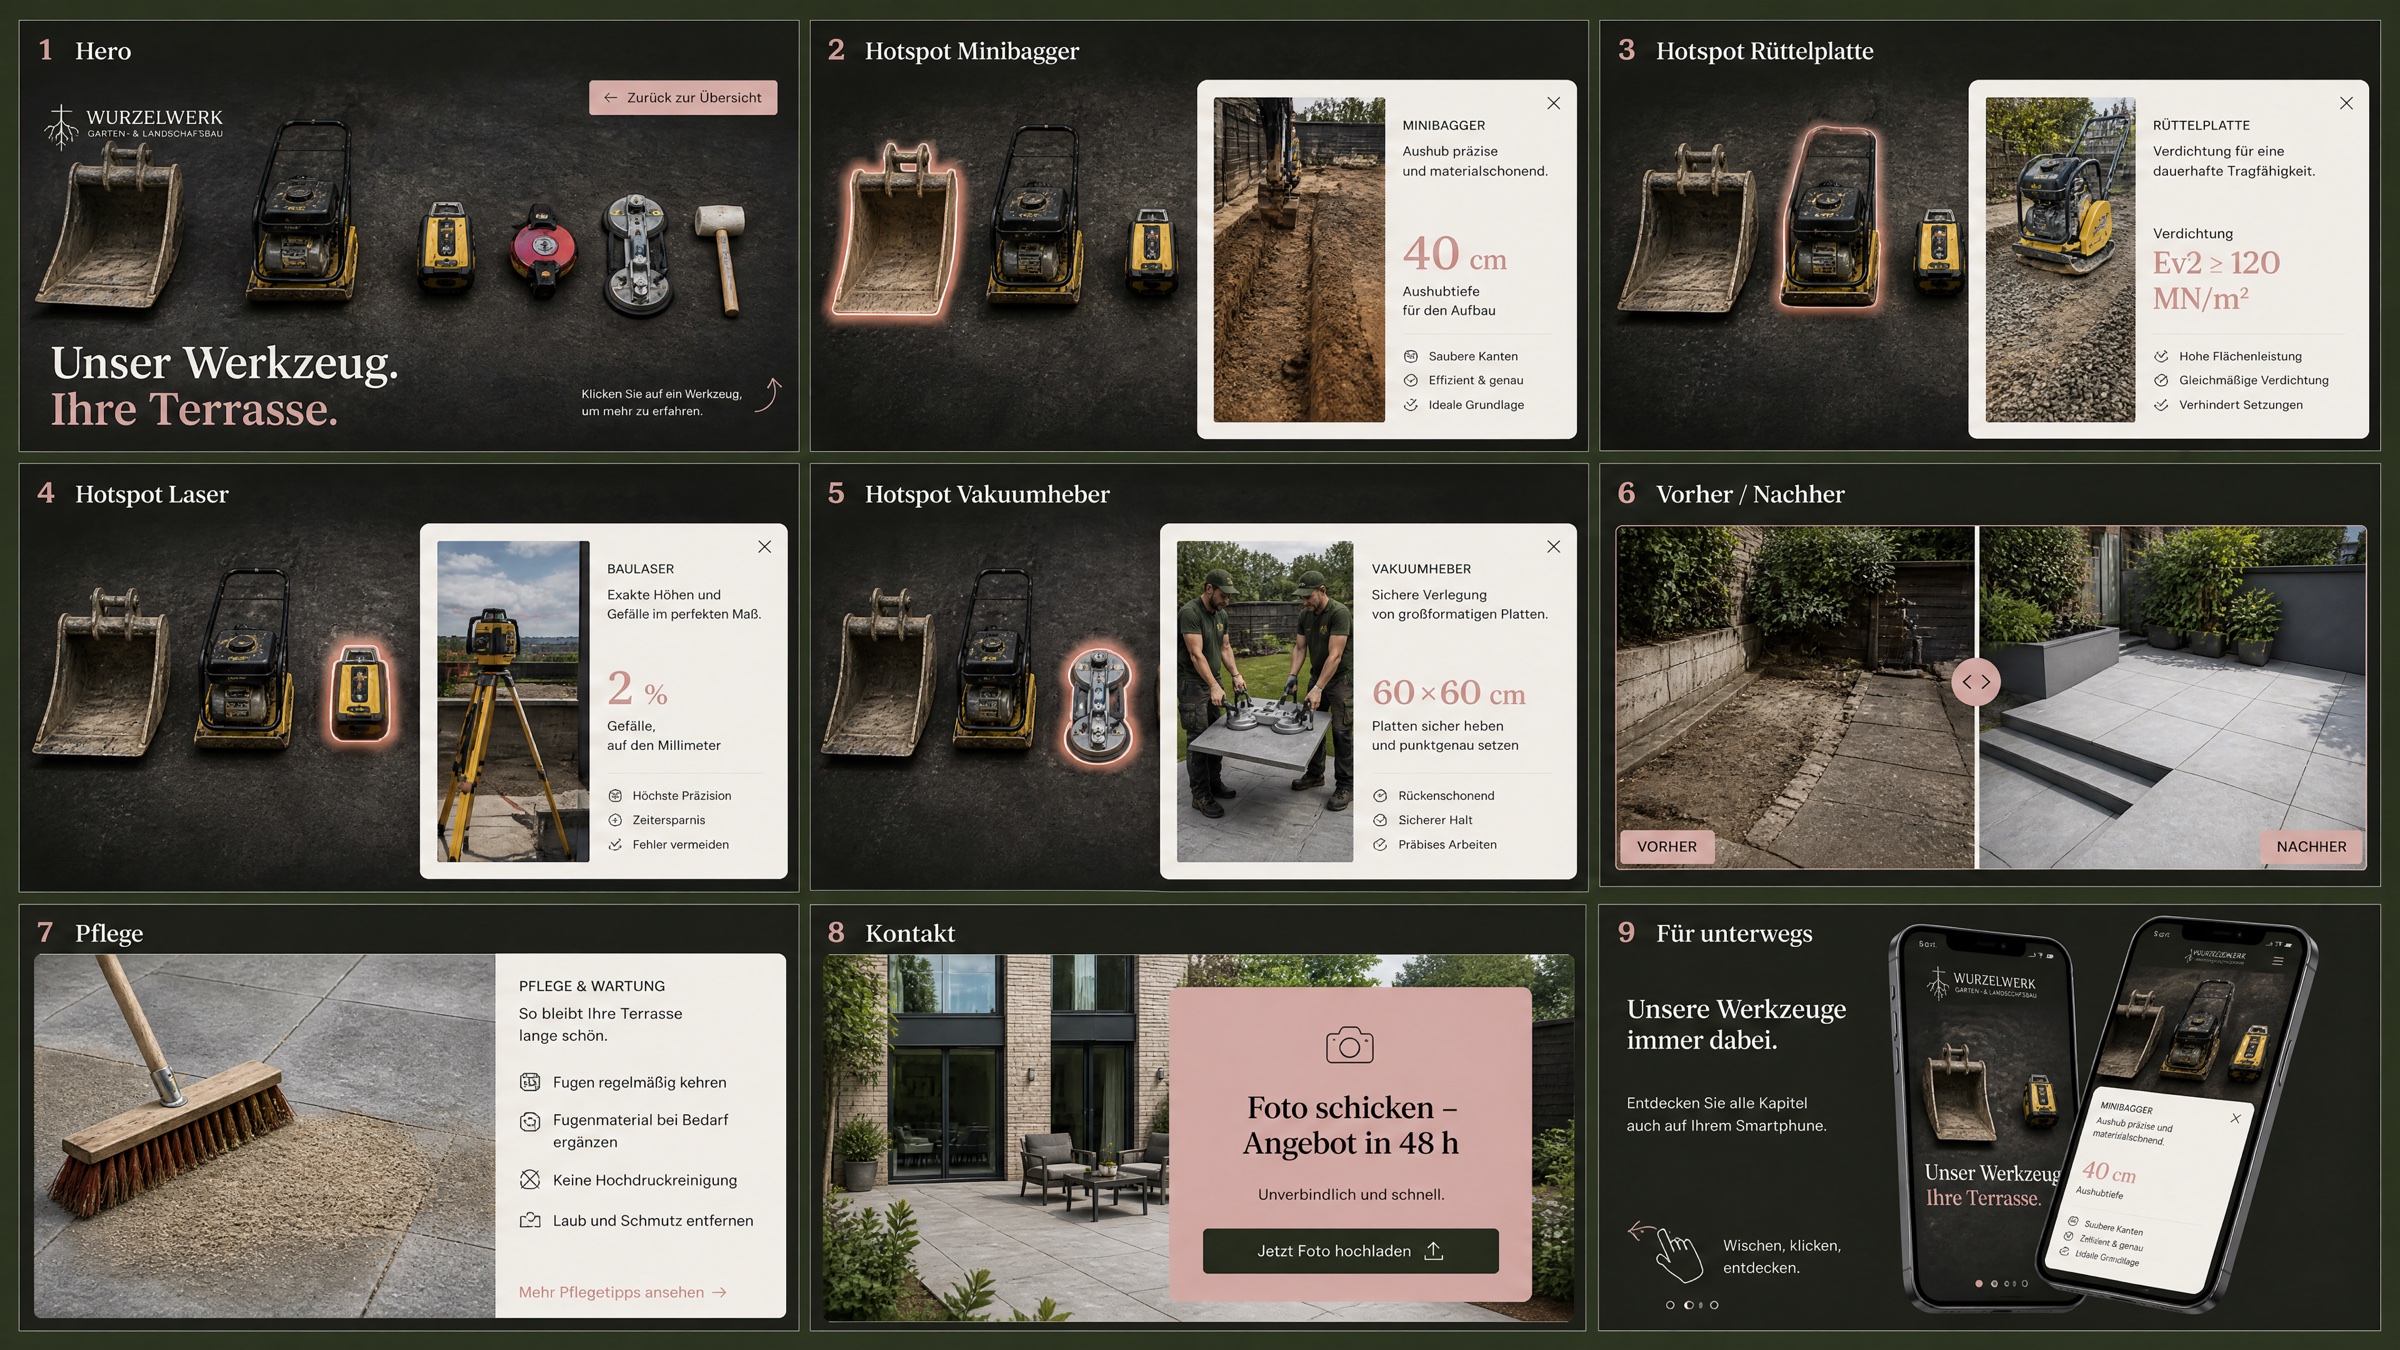 1 Hero
← Zurück zur Übersicht
WURZELWERK
GARTEN- & LANDSCHAFSBAU
Unser Werkzeug.
Ihre Terrasse.
Klicken Sie auf ein Werkzeug,
um mehr zu erfahren.
2 Hotspot Minibagger
MINIBAGGER
Aushub präzise
und materialschonend.
40 cm
Aushubtiefe
für den Aufbau
Saubere Kanten
Effizient & genau
Ideale Grundlage
3 Hotspot Rüttelplatte
RÜTTELPLATTE
Verdichtung für eine
dauerhafte Tragfähigkeit.
Verdichtung
Ev2 ≥ 120
MN/m²
Hohe Flächenleistung
Gleichmäßige Verdichtung
Verhindert Setzungen
4 Hotspot Laser
BAULASER
Exakte Höhen und
Gefälle im perfekten Maß.
2 %
Gefälle,
auf den Millimeter
Höchste Präzision
Zeitersparnis
Fehler vermeiden
5 Hotspot Vakuumheber
VAKUUMHEBER
Sichere Verlegung
von großformatigen Platten.
60×60 cm
Platten sicher heben
und punktgenau setzen
Rückenschonend
Sicherer Halt
Präbises Arbeiten
6 Vorher / Nachher
VORHER
NACHHER
7 Pflege
PFLEGE & WARTUNG
So bleibt Ihre Terrasse
lange schön.
Fugen regelmäßig kehren
Fugenmaterial bei Bedarf
ergänzen
Keine Hochdruckreinigung
Laub und Schmutz entfernen
Mehr Pflegetipps ansehen →
8 Kontakt
Foto schicken –
Angebot in 48 h
Unverbindlich und schnell.
Jetzt Foto hochladen
9 Für unterwegs
Unsere Werkzeuge
immer dabei.
Entdecken Sie alle Kapitel
auch auf Ihrem Smartphune.
Wischen, klicken,
entdecken.
WURZELWERK
Unser Werkzeug
Ihre Terrasse.
MINIBAGGER
Aushub präzise und
40 cm
Aushubtiefe
Suubere Kanten
& genau